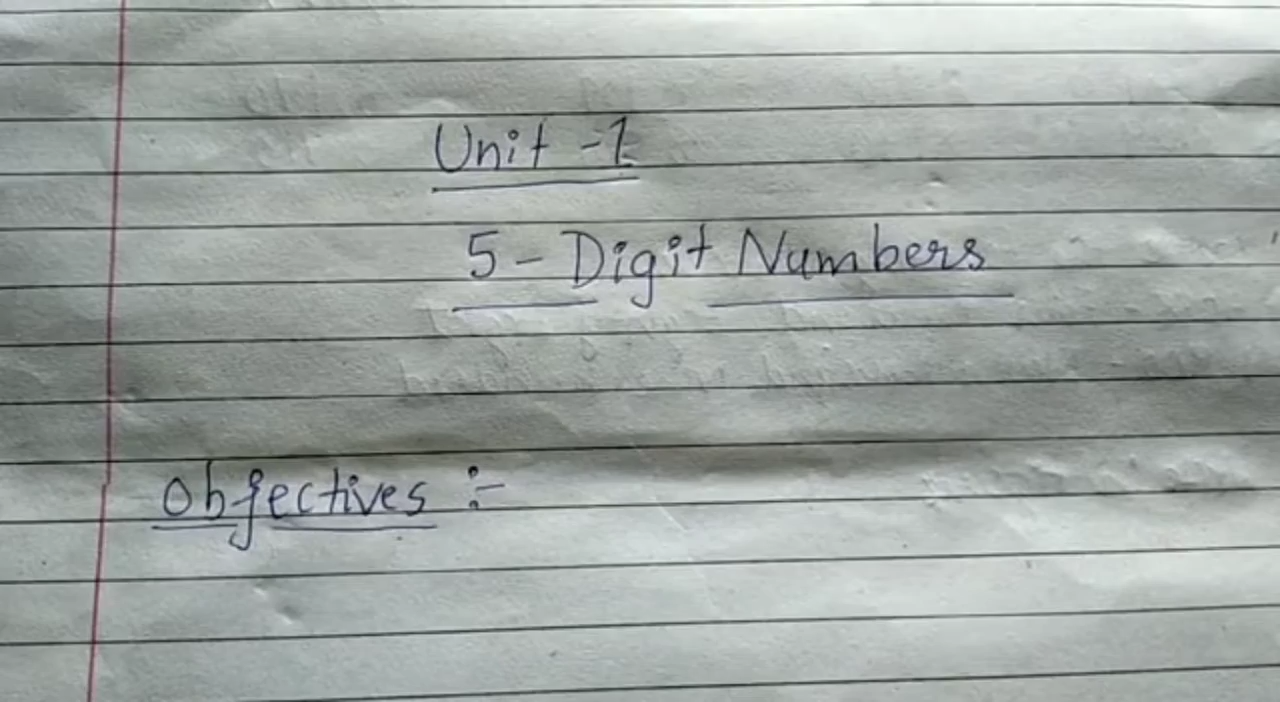 Unit - 1
5 - Digit Numbers
Objectives :-